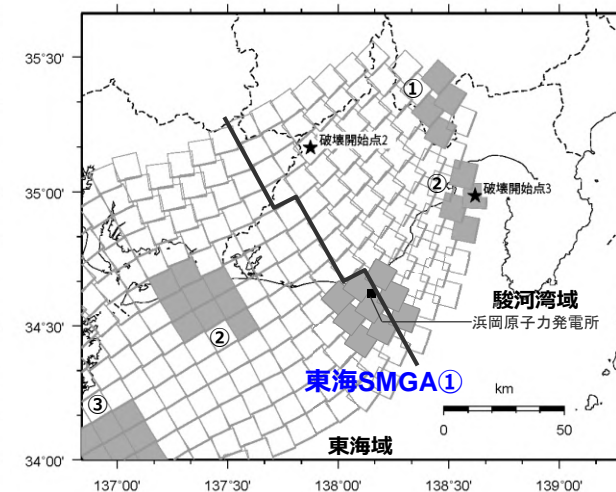 35°30'
①
★破壊開始点2
35°00'
②
★破壊開始点3
駿河湾域
浜岡原子力発電所
34°30'
②
東海SMGA①
③
km
東海域
0
50
34°00'
137°00'
137°30'
138°00'
138°30'
139°00'